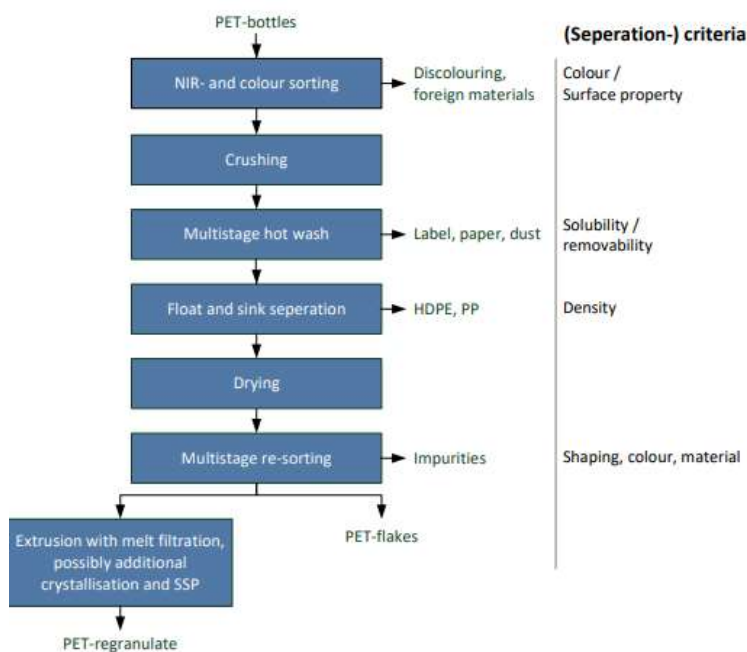 PET-bottles
(Seperation-) criteria
NIR- and colour sorting
Discolouring,
foreign materials
Colour /
Surface property
Crushing
Multistage hot wash
Label, paper, dust
Solubility /
removability
Float and sink seperation
HDPE, PP
Density
Drying
Multistage re-sorting
Impurities
Shaping, colour, material
Extrusion with melt filtration,
possibly additional
crystallisation and SSP
PET-flakes
PET-regranulate